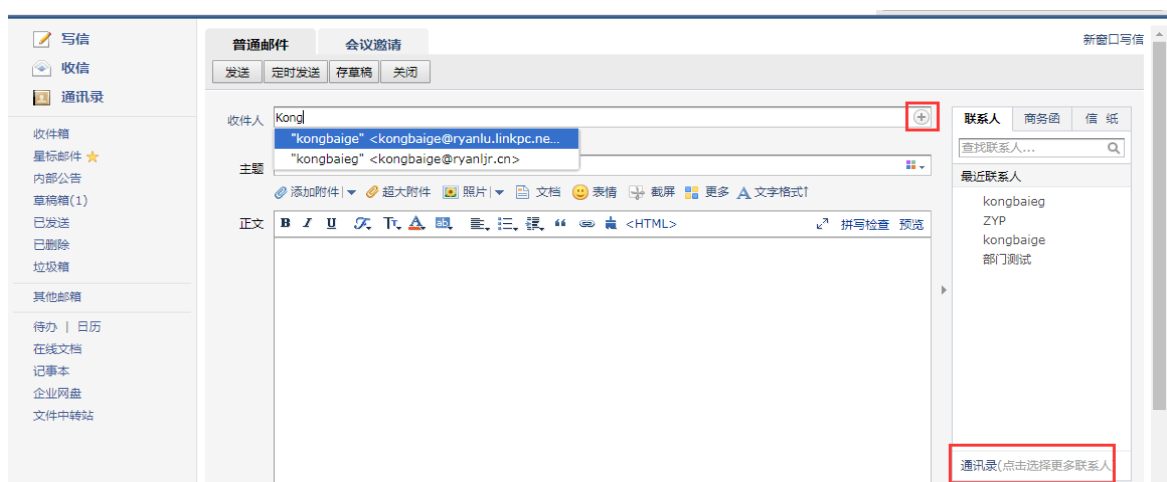 写信
收信
通讯录
收件箱
星标邮件
内部公告
草稿箱(1)
已发送
已删除
垃圾箱
其他邮箱
待办 | 日历
在线文档
记事本
企业网盘
文件中转站
普通邮件 会议邀请 新窗口写信
发送 定时发送 存草稿 关闭
收件人 Kong
"kongbaige" <kongbaige@ryanlu.linkpc.ne...
"kongbaieg" <kongbaige@ryanljr.cn>
主题
添加附件 超大附件 照片 文档 表情 截屏 更多 A 文字格式↑
正文 B I U <HTML> 拼写检查 预览
联系人 商务函 信 纸
查找联系人...
最近联系人
kongbaieg
ZYP
kongbaige
部门测试
通讯录(点击选择更多联系人